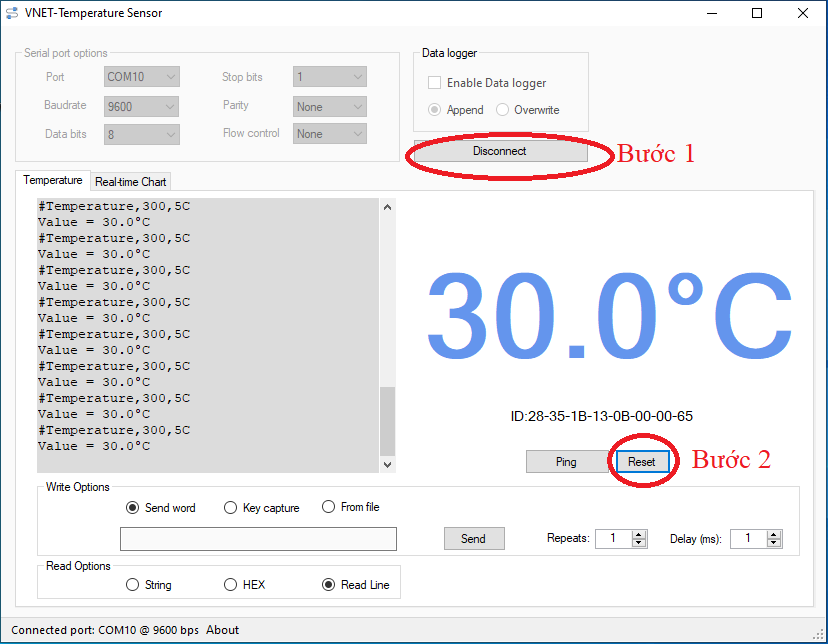 VNET-Temperature Sensor
Serial port options
Port COM10 Stop bits 1
Baudrate 9600 Parity None
Data bits 8 Flow control None
Data logger
Enable Data logger
Append Overwrite
Disconnect Bước 1
Temperature Real-time Chart
#Temperature,300,5C
Value = 30.0°C
#Temperature,300,5C
Value = 30.0°C
#Temperature,300,5C
Value = 30.0°C
#Temperature,300,5C
Value = 30.0°C
#Temperature,300,5C
Value = 30.0°C
#Temperature,300,5C
Value = 30.0°C
#Temperature,300,5C
Value = 30.0°C
#Temperature,300,5C
Value = 30.0°C
30.0°C
ID:28-35-1B-13-0B-00-00-65
Ping Reset Bước 2
Write Options
Send word Key capture From file
Send Repeats: 1 Delay (ms): 1
Read Options
String HEX Read Line
Connected port: COM10 @ 9600 bps About